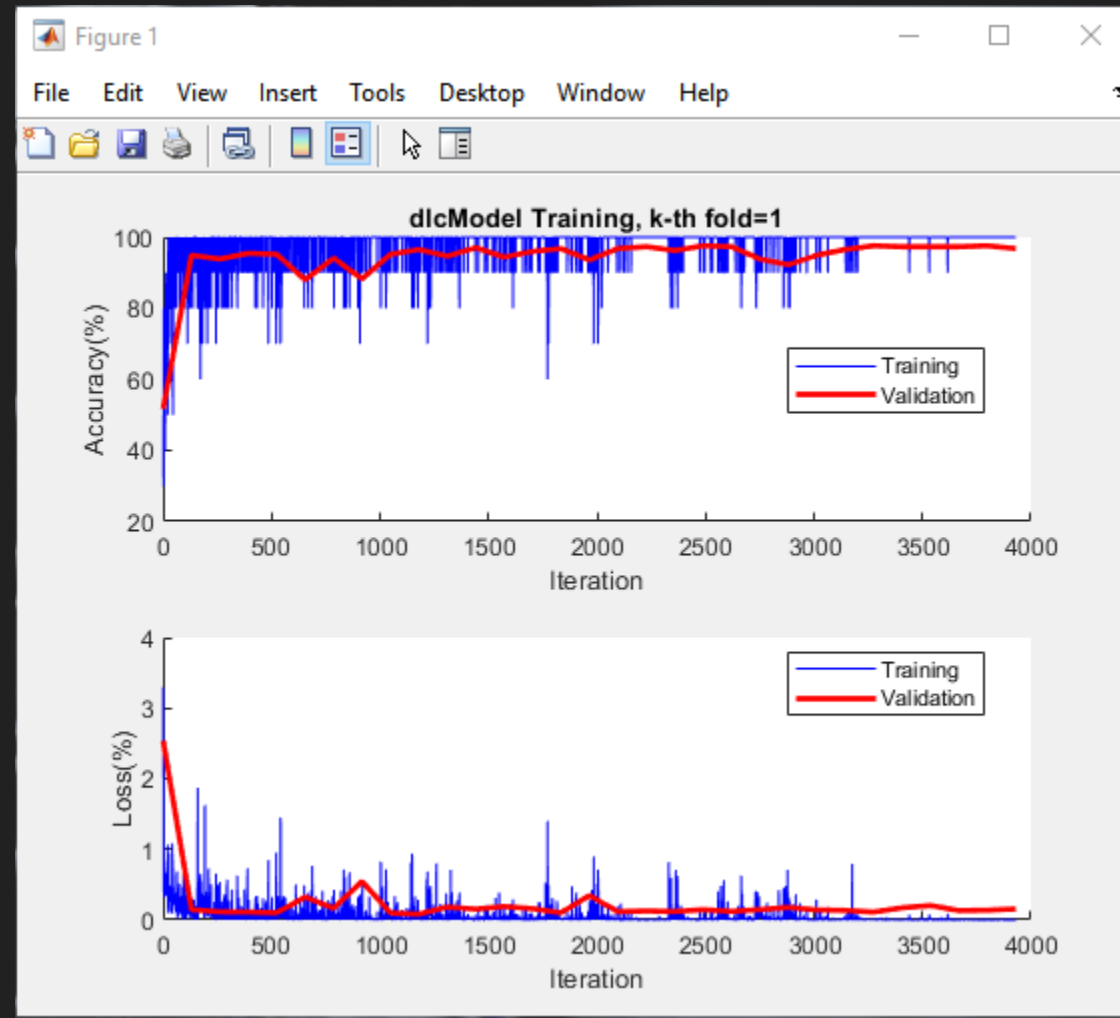 Figure 1
File Edit View Insert Tools Desktop Window Help
dlcModel Training, k-th fold=1
100
80
60
40
20
Accuracy(%)
Training
Validation
0 500 1000 1500 2000 2500 3000 3500 4000
Iteration
4
3
2
1
0
Loss(%)
Training
Validation
0 500 1000 1500 2000 2500 3000 3500 4000
Iteration